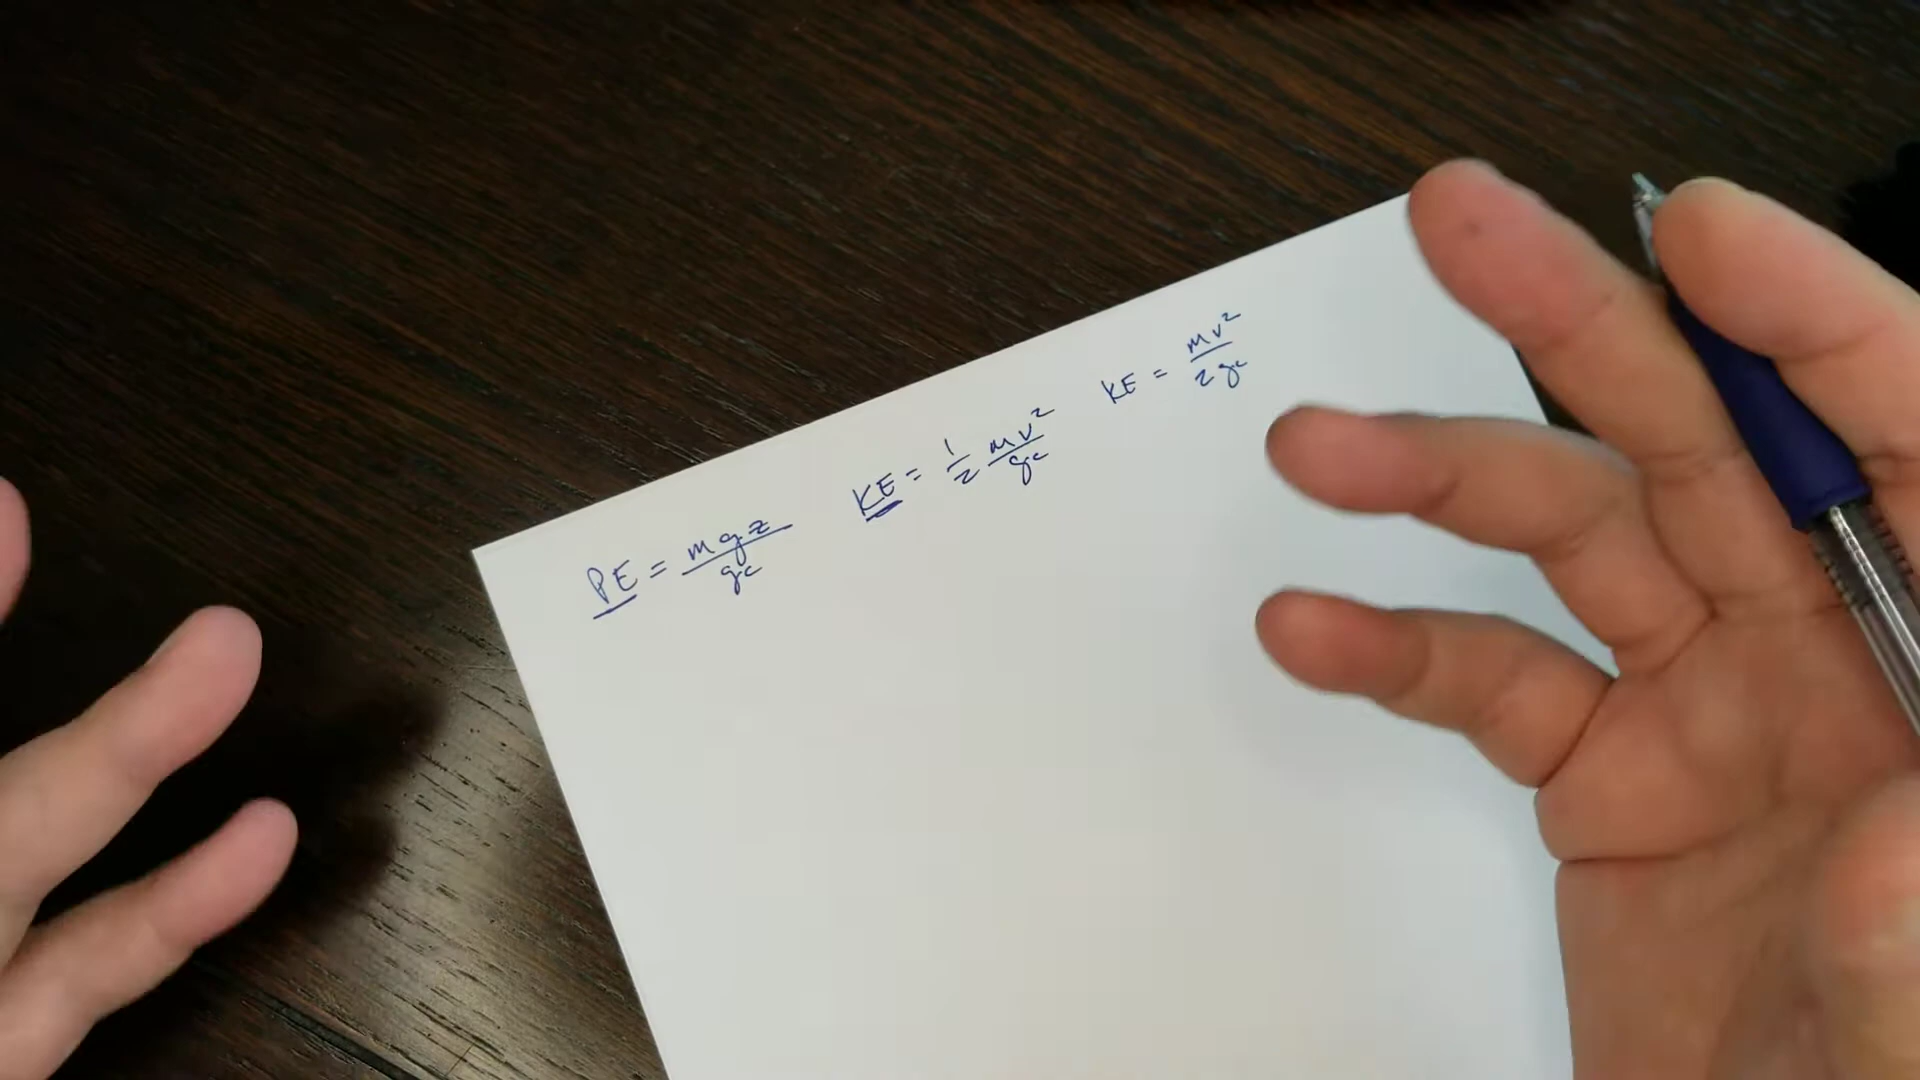 PE = mgz/gc KE = 1/2 mv²/gc KE = mv²/2gc